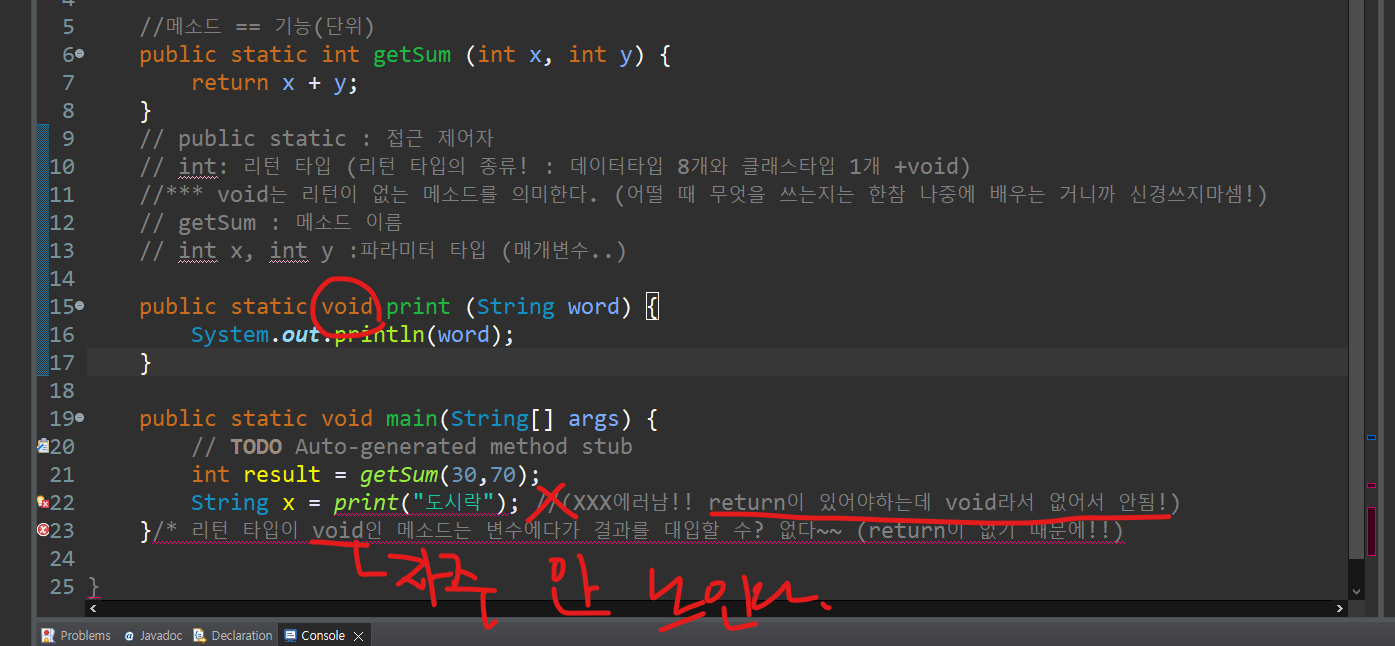 4
5 //메소드 == 기능(단위)
6 public static int getSum (int x, int y) {
7 return x + y;
8 }
9 // public static : 접근 제어자
10 // int: 리턴 타입 (리턴 타입의 종류! : 데이터타입 8개와 클래스타입 1개 +void)
11 //*** void는 리턴이 없는 메소드를 의미한다. (어떨 때 무엇을 쓰는지는 한참 나중에 배우는 거니까 신경쓰지마셈!)
12 // getSum : 메소드 이름
13 // int x, int y :파라미터 타입 (매개변수..)
14
15 public static void print (String word) {
16 System.out.println(word);
17 }
18
19 public static void main(String[] args) {
20 // TODO Auto-generated method stub
21 int result = getSum(30,70);
22 String x = print("도시락"); //(XXX에러남!! return이 있어야하는데 void라서 없어서 안됨!)
23 }/* 리턴 타입이 void인 메소드는 변수에다가 결과를 대입할 수? 없다~~ (return이 없기 때문에!!)
자주 안 쓰인다.
24
25 }
Problems @ Javadoc Declaration Console